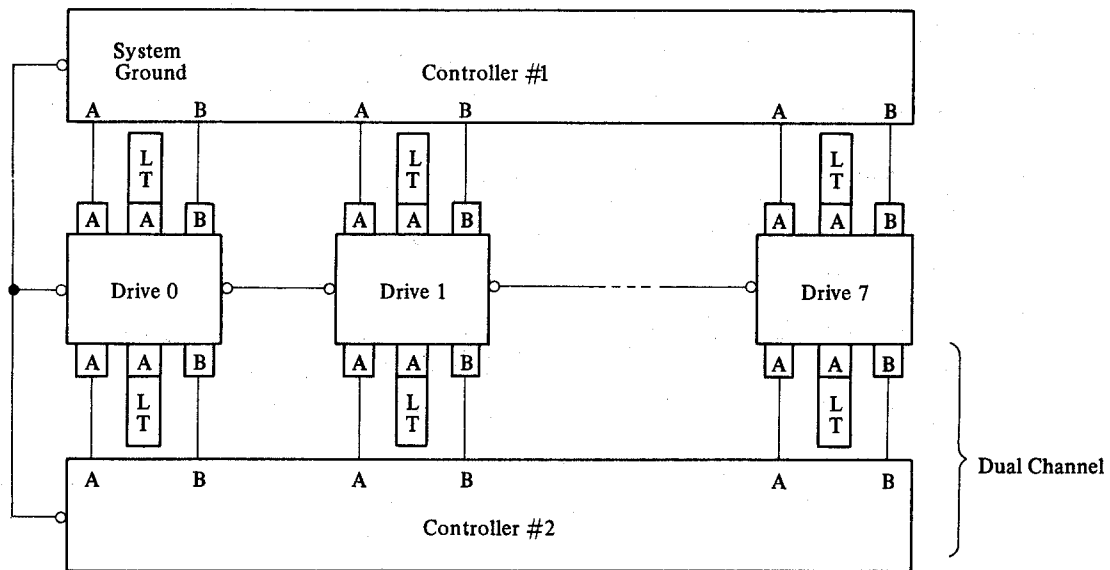 System
Ground
Controller #1
A B A B A B
L
T
L
T
L
T
A A B A A B A A B
Drive 0 Drive 1 Drive 7
A A B A A B A A B
L
T
L
T
L
T
Dual Channel
A B A B A B
Controller #2